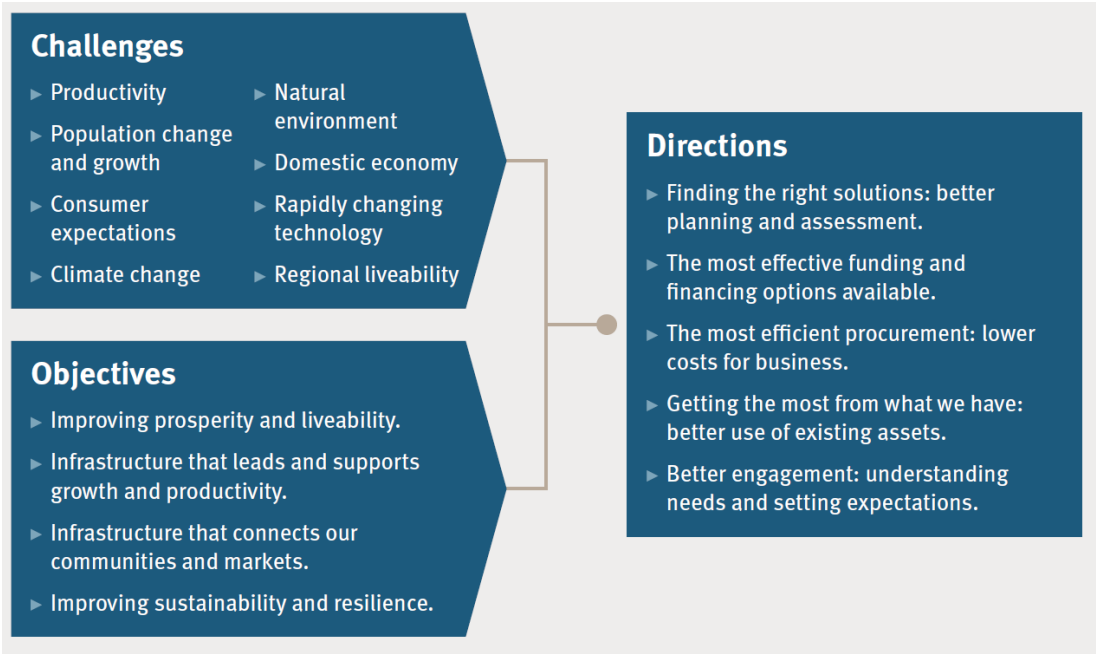 Challenges
► Productivity
► Population change
and growth
► Consumer
expectations
► Climate change
► Natural
environment
► Domestic economy
► Rapidly changing
technology
► Regional liveability
Objectives
► Improving prosperity and liveability.
► Infrastructure that leads and supports
growth and productivity.
► Infrastructure that connects our
communities and markets.
► Improving sustainability and resilience.
Directions
► Finding the right solutions: better
planning and assessment.
► The most effective funding and
financing options available.
► The most efficient procurement: lower
costs for business.
► Getting the most from what we have:
better use of existing assets.
► Better engagement: understanding
needs and setting expectations.